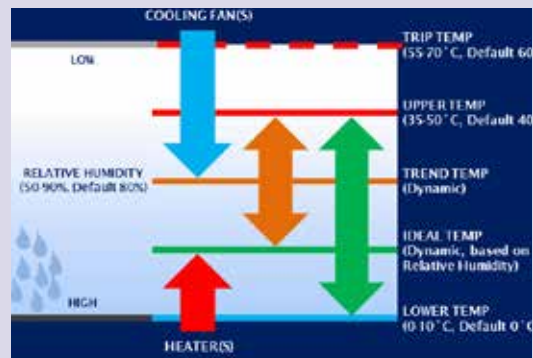 COOLING FAN(S)
TRIP TEMP
(55-70°C, Default 60
LOW
UPPER TEMP
(35-50°C, Default 40
RELATIVE HUMIDITY
(50-90%, Default 80%)
TREND TEMP
(Dynamic)
IDEAL TEMP
(Dynamic, based on
Relative Humidity)
HIGH
LOWER TEMP
(0-10°C, Default 0°C
HEATER(S)